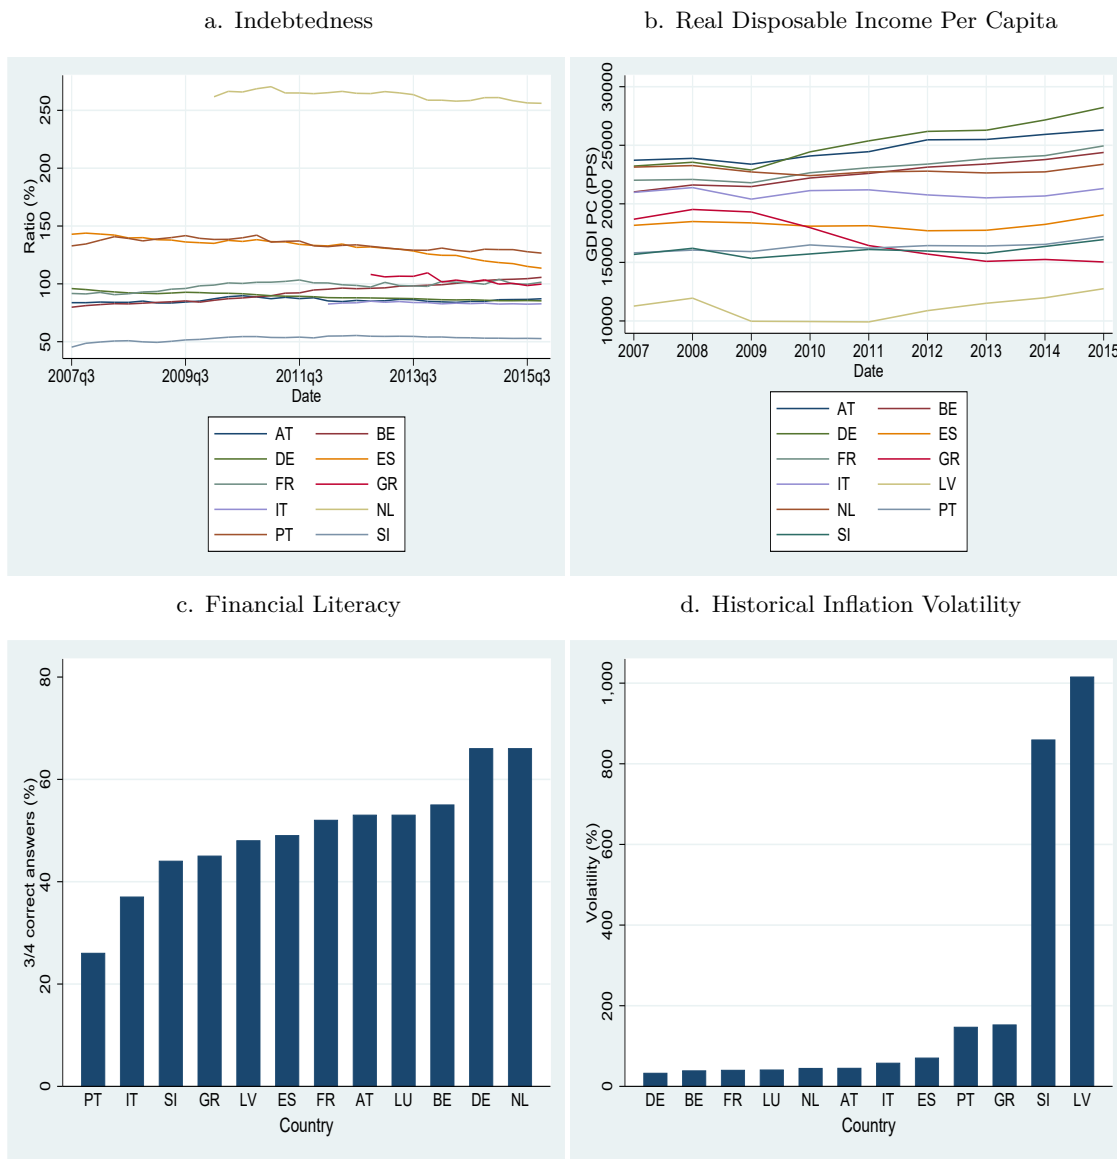 a. Indebtedness
Ratio (%)
250
200
150
100
50
2007q3 2009q3 2011q3 2013q3 2015q3
Date
AT BE
DE ES
FR GR
IT NL
PT SI
b. Real Disposable Income Per Capita
GDI PC (PPS)
30000
25000
20000
15000
10000
2007 2008 2009 2010 2011 2012 2013 2014 2015
Date
AT BE
DE ES
FR GR
IT LV
NL PT
SI
c. Financial Literacy
3/4 correct answers (%)
80
60
40
20
0
PT IT SI GR LV ES FR AT LU BE DE NL
Country
d. Historical Inflation Volatility
Volatility (%)
1,000
800
600
400
200
0
DE BE FR LU NL AT IT ES PT GR SI LV
Country